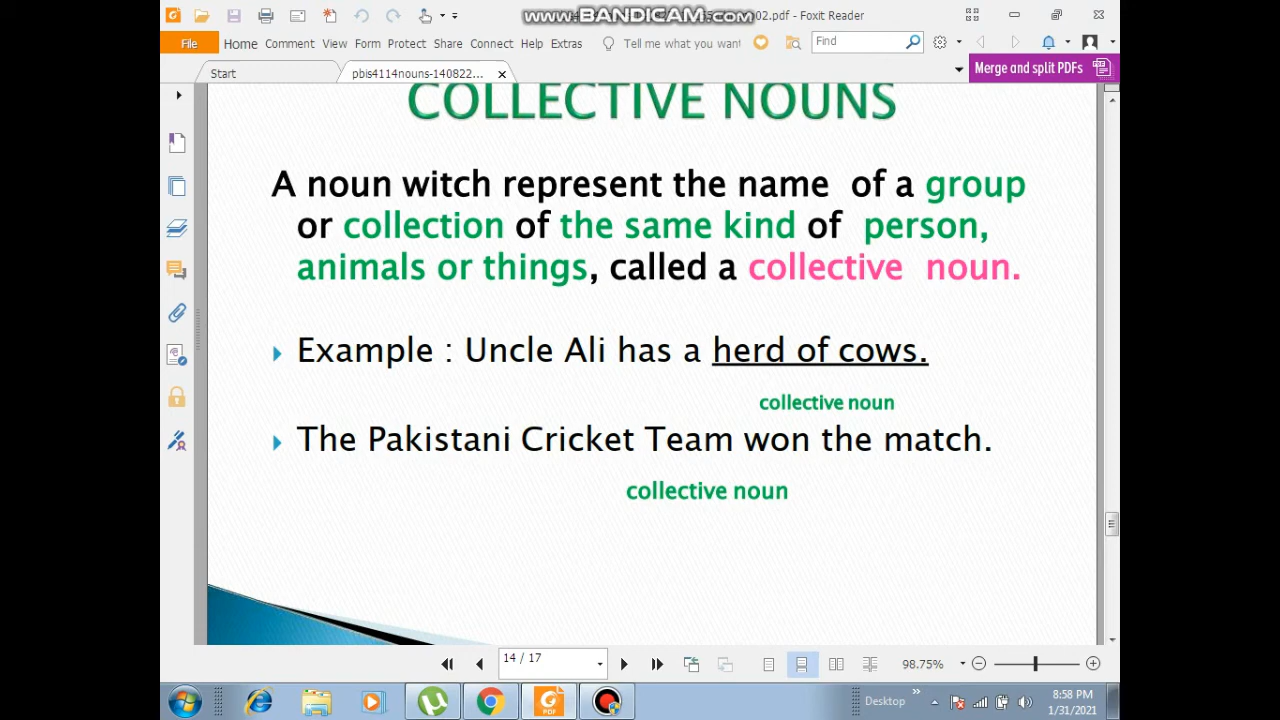 www.BANDICAM.com
02.pdf - Foxit Reader
File Home Comment View Form Protect Share Connect Help Extras Tell me what you want Find
Start pbis4114nouns-140822...
Merge and split PDFs
COLLECTIVE NOUNS
A noun witch represent the name of a group
or collection of the same kind of person,
animals or things, called a collective noun.
Example : Uncle Ali has a herd of cows.
collective noun
The Pakistani Cricket Team won the match.
collective noun
14 / 17
98.75%
Desktop
8:58 PM
1/31/2021